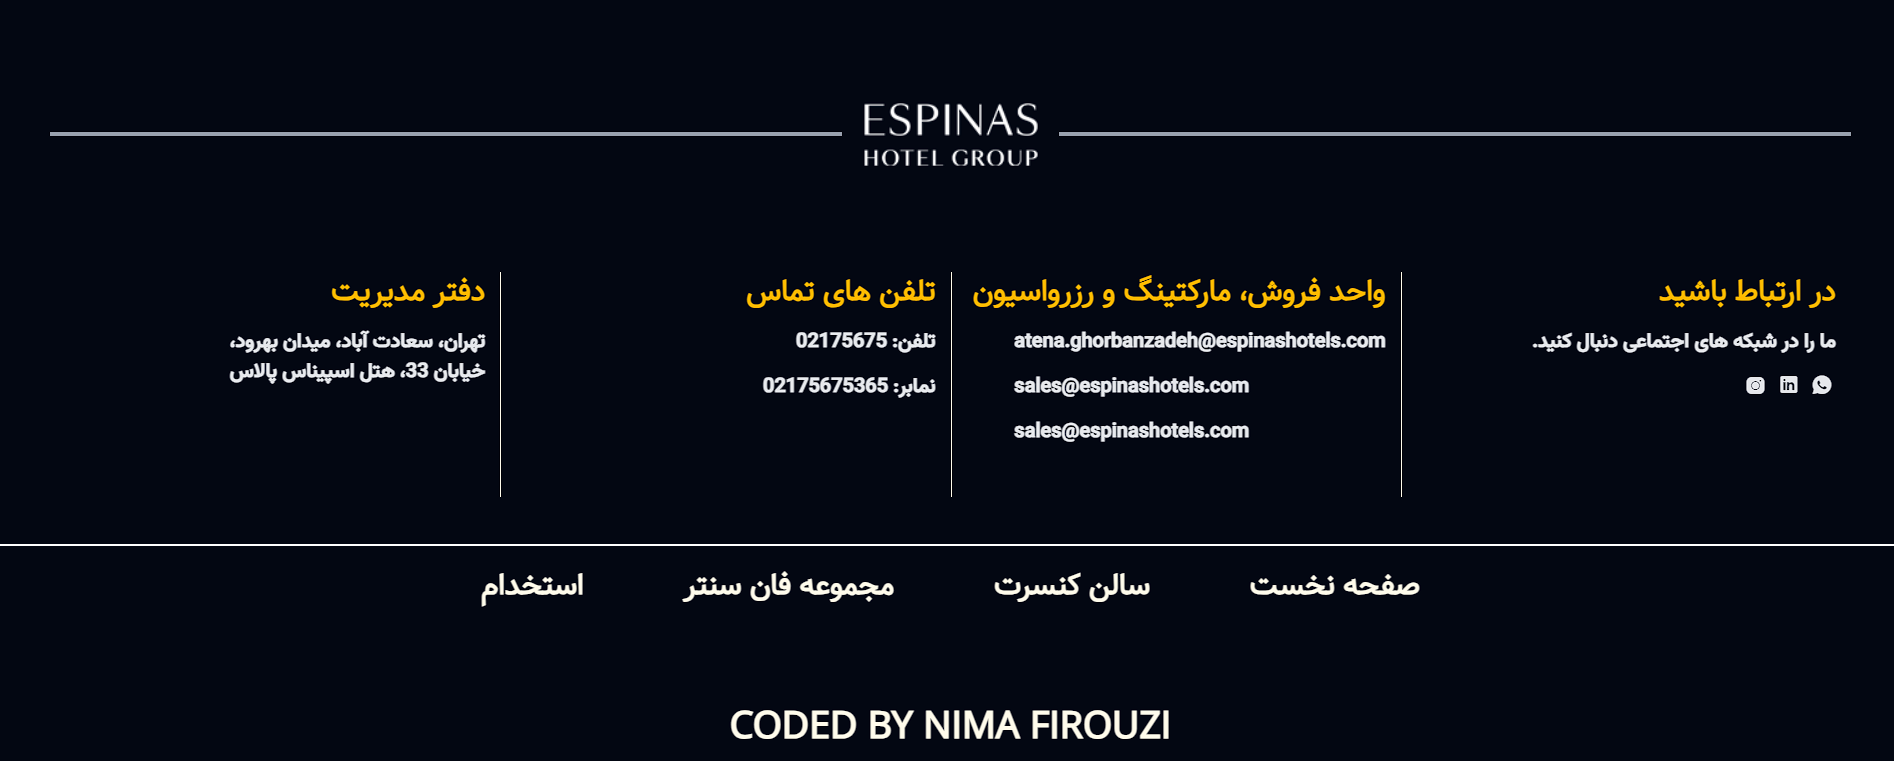 ESPINAS
HOTEL GROUP
در ارتباط باشید
ما را در شبکه های اجتماعی دنبال کنید.
واحد فروش، مارکتینگ و رزرواسیون
atena.ghorbanzadeh@espinashotels.com
sales@espinashotels.com
sales@espinashotels.com
تلفن های تماس
تلفن: 02175675
نمابر: 02175675365
دفتر مدیریت
تهران، سعادت آباد، میدان بهرود،
خیابان 33، هتل اسپیناس پالاس
صفحه نخست
سالن کنسرت
مجموعه فان سنتر
استخدام
CODED BY NIMA FIROUZI